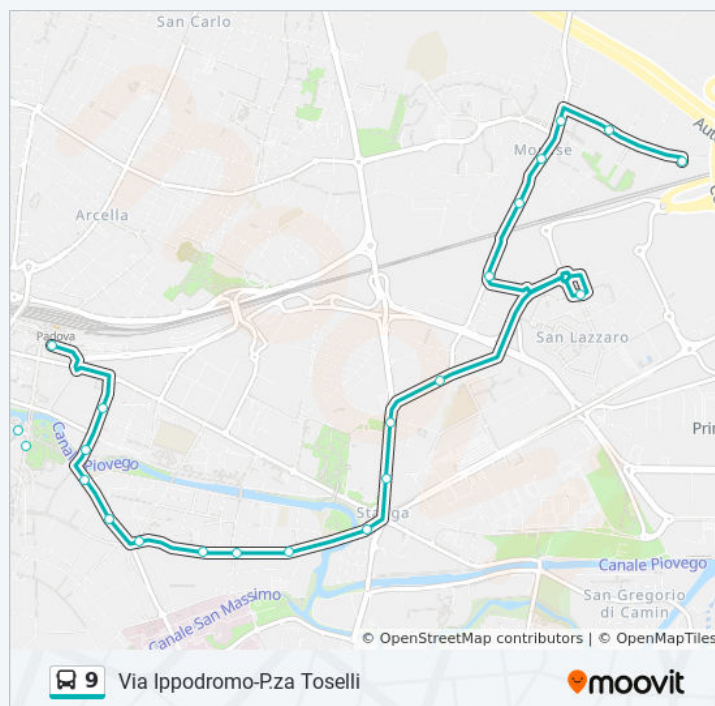 San Carlo
Mortise
Arcella
Padova
San Lazzaro
Canale Piovego
Stanga
Canale Piovego
San Gregorio
di Camin
Canale San Massimo
© OpenStreetMap contributors | © OpenMapTiles
9 Via Ippodromo-P.za Toselli
moovit